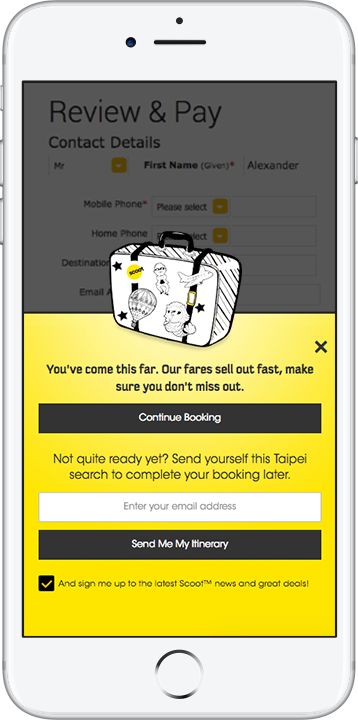 Review & Pay
Contact Details
Mr First Name (Given)* Alexander
Mobile Phone* Please select
Home Phone select
Destination
Email A
scoot
You've come this far. Our fares sell out fast, make
sure you don't miss out.
Continue Booking
Not quite ready yet? Send yourself this Taipei
search to complete your booking later.
Enter your email address
Send Me My Itinerary
And sign me up to the latest Scoot™ news and great deals!